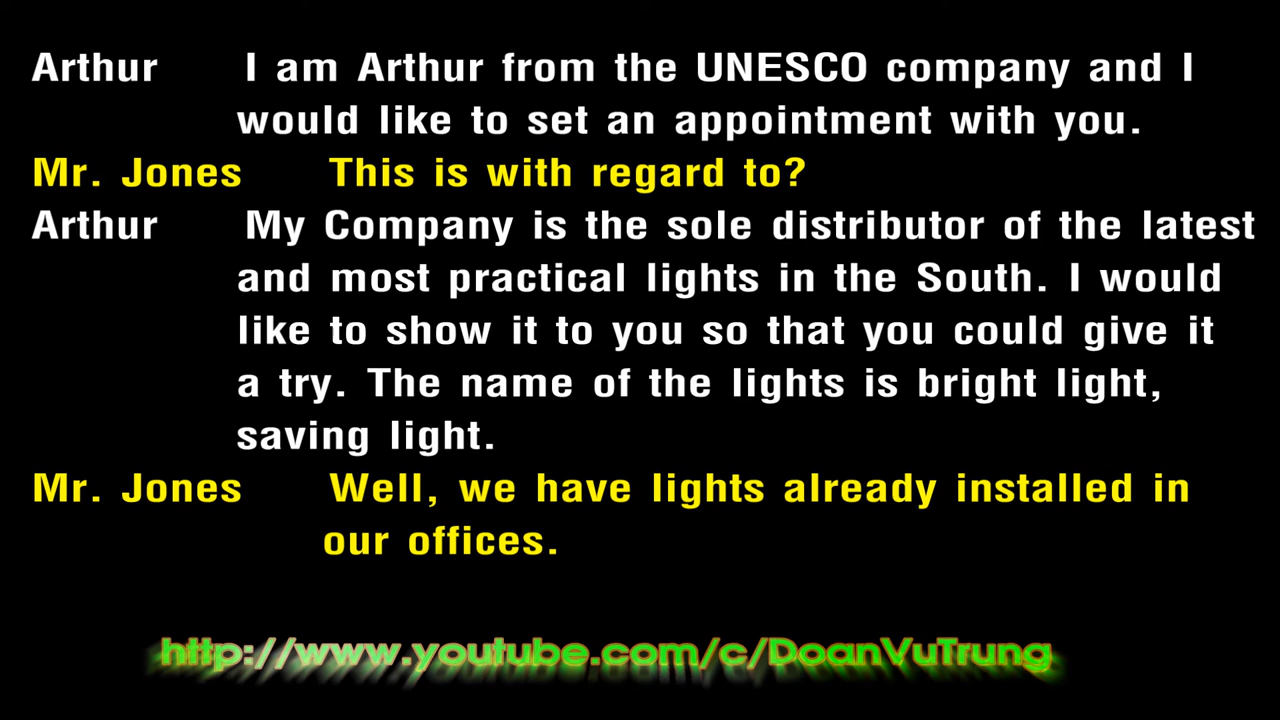 Arthur I am Arthur from the UNESCO company and I
would like to set an appointment with you.
Mr. Jones This is with regard to?
Arthur My Company is the sole distributor of the latest
and most practical lights in the South. I would
like to show it to you so that you could give it
a try. The name of the lights is bright light,
saving light.
Mr. Jones Well, we have lights already installed in
our offices.
http://www.youtube.com/c/DoanVuTrung